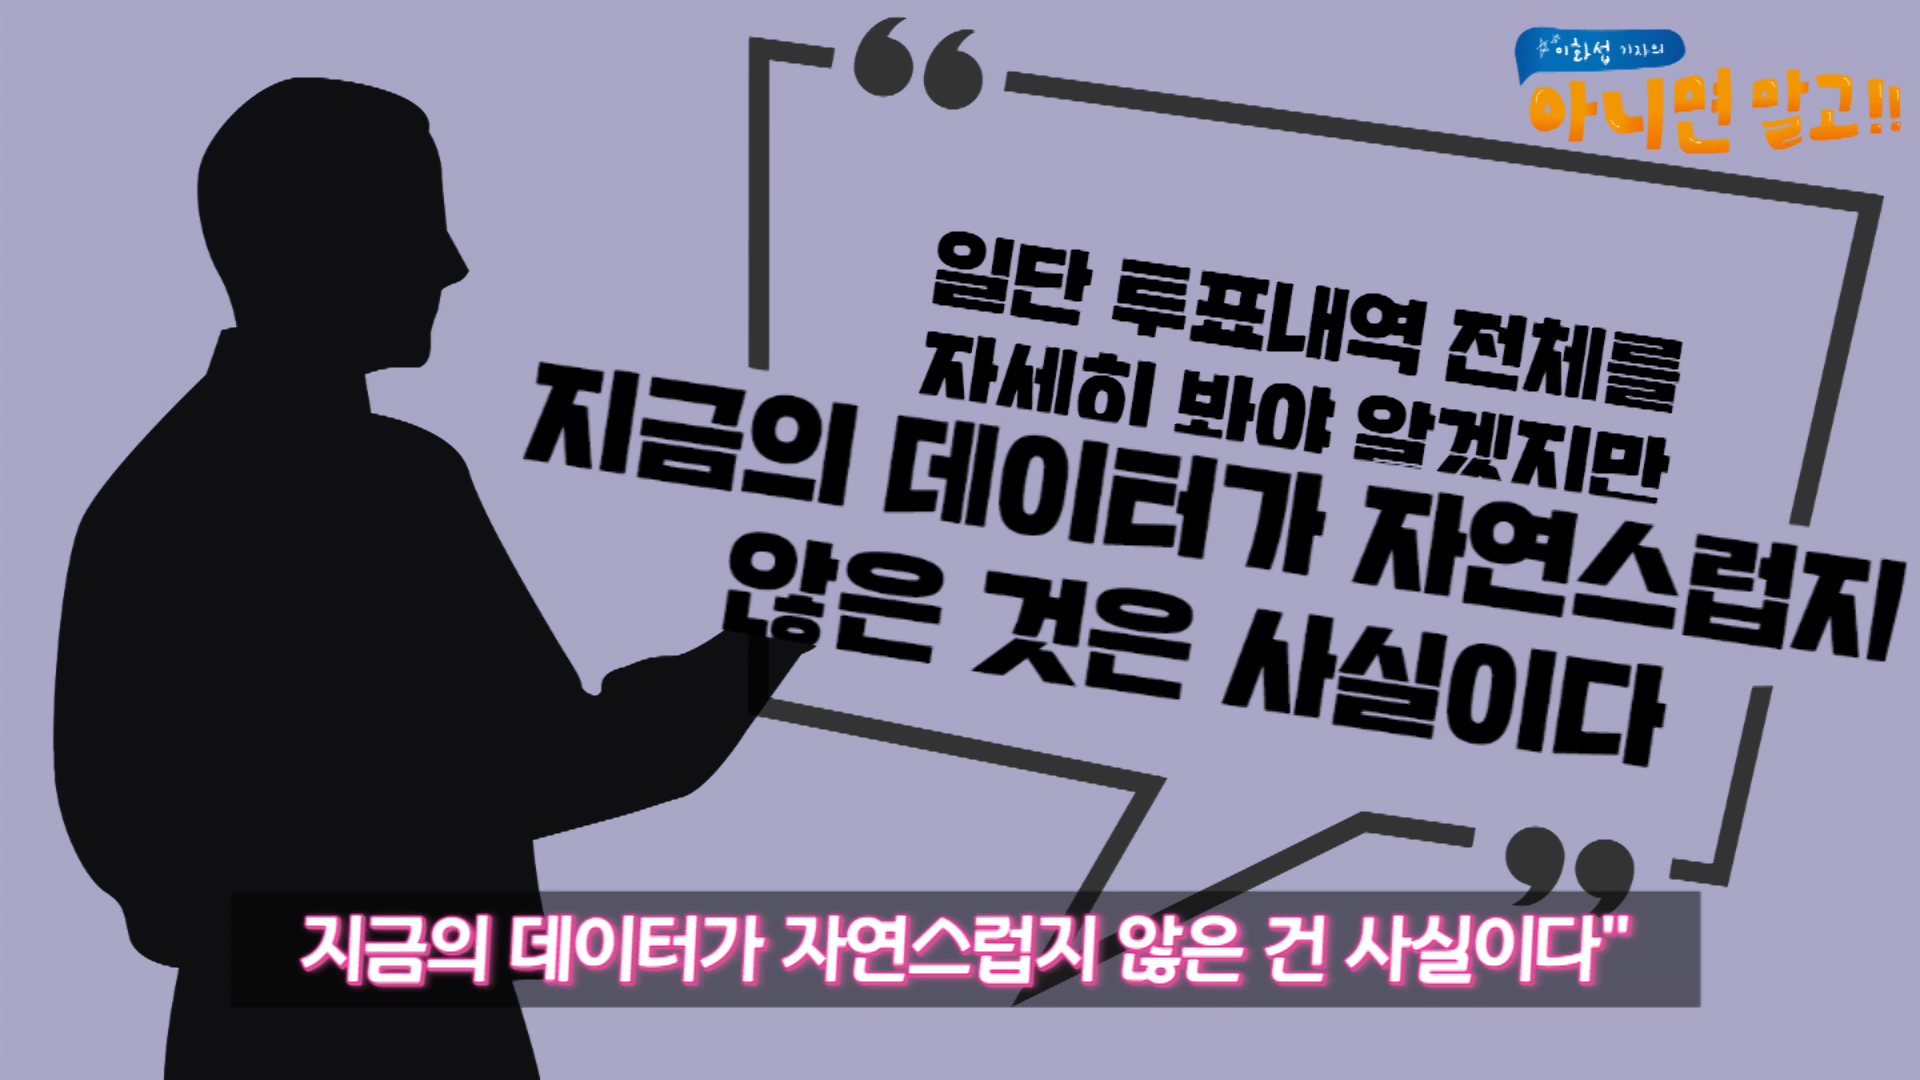 이화섭 기자의
아니면 말고!!
일단 투표내역 전체를
자세히 봐야 알겠지만
지금의 데이터가 자연스럽지
않은 것은 사실이다
지금의 데이터가 자연스럽지 않은 건 사실이다"